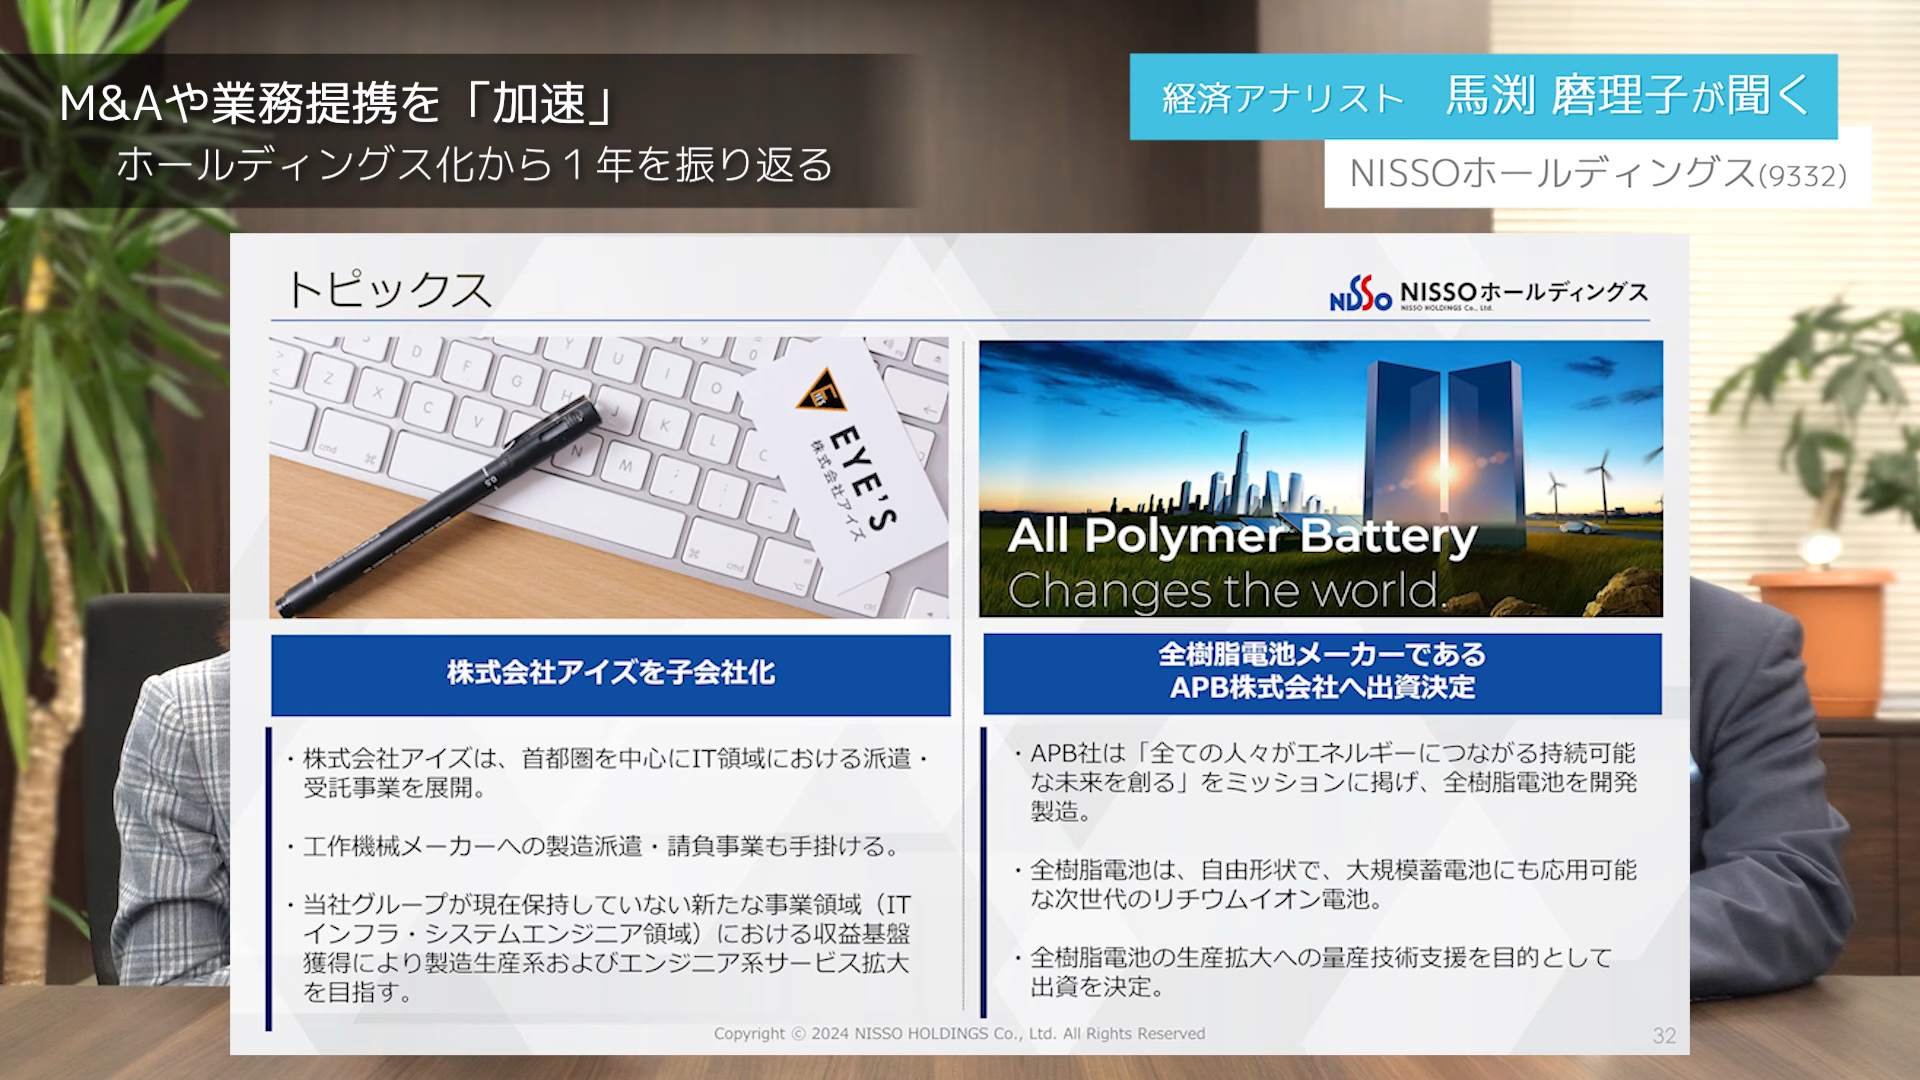 M&Aや業務提携を「加速」
ホールディングス化から１年を振り返る
経済アナリスト 馬渕 磨理子が聞く
NISSOホールディングス(9332)
トピックス
NISSO NISSOホールディングス
NISSO HOLDINGS Co., Ltd.
EYE'S
株式会社アイズ
All Polymer Battery
Changes the world.
株式会社アイズを子会社化
・株式会社アイズは、首都圏を中心にIT領域における派遣・
受託事業を展開。
・工作機械メーカーへの製造派遣・請負事業も手掛ける。
・当社グループが現在保持していない新たな事業領域（IT
インフラ・システムエンジニア領域）における収益基盤
獲得により製造生産系およびエンジニア系サービス拡大
を目指す。
全樹脂電池メーカーである
APB株式会社へ出資決定
・APB社は「全ての人々がエネルギーにつながる持続可能
な未来を創る」をミッションに掲げ、全樹脂電池を開発
製造。
・全樹脂電池は、自由形状で、大規模蓄電池にも応用可能
な次世代のリチウムイオン電池。
・全樹脂電池の生産拡大への量産技術支援を目的として
出資を決定。
Copyright © 2024 NISSO HOLDINGS Co., Ltd. All Rights Reserved
32